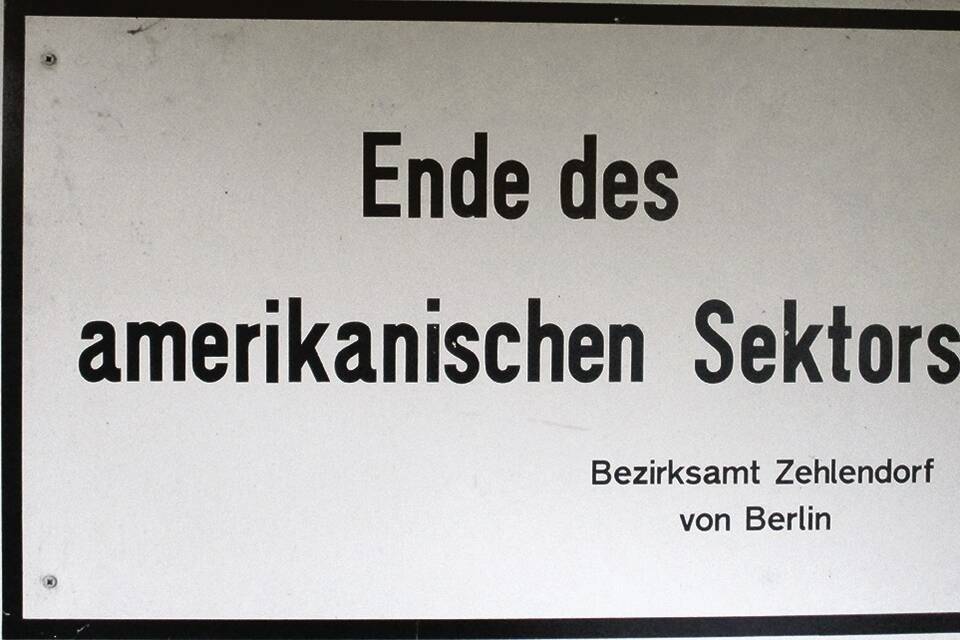 Ende des
amerikanischen Sektors
Bezirksamt Zehlendorf
von Berlin